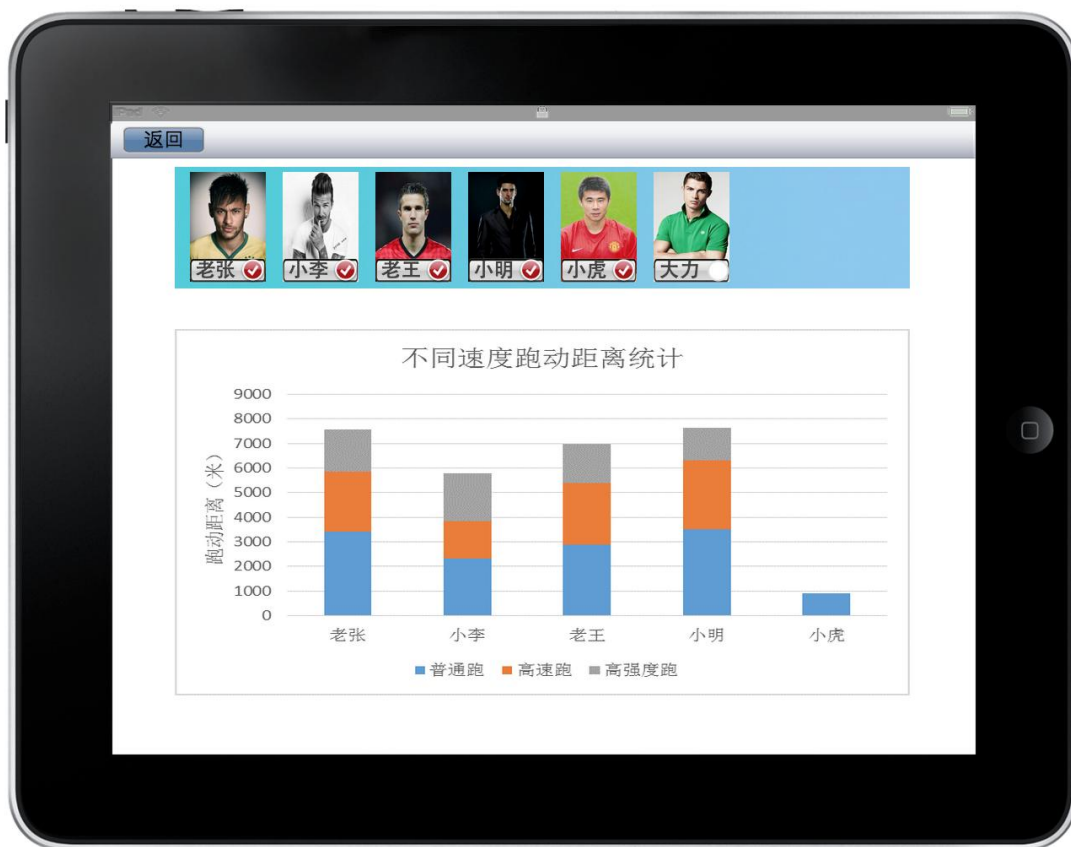 iPad
返回
老张 小李 老王 小明 小虎 大力
不同速度跑动距离统计
跑动距离（米）
9000
8000
7000
6000
5000
4000
3000
2000
1000
0
老张 小李 老王 小明 小虎
普通跑 高速跑 高强度跑